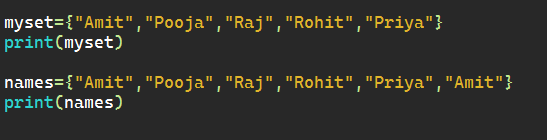 myset={"Amit","Pooja","Raj","Rohit","Priya"}
print(myset)
names={"Amit","Pooja","Raj","Rohit","Priya","Amit"}
print(names)